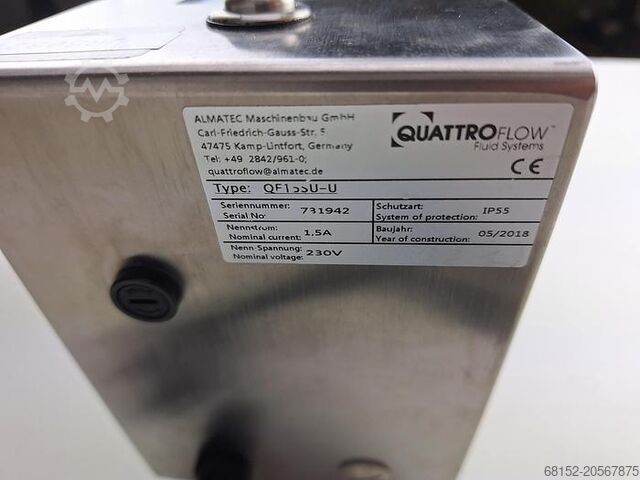 ALMATEC Maschinenbau GmbH
Carl-Friedrich-Gauss-Str. 5
47475 Kamp-Lintfort, Germany
Tel: +49 2842/961-0;
quattroflow@almatec.de
QUATTROFLOW™
Fluid Systems
CE
Type:
Seriennummer:
Serial No: 731942
Schutzart:
System of protection: IP55
Nennstrom:
Nominal current: 1,5A
Baujahr:
Year of construction: 05/2018
Nenn-Spannung:
Nominal voltage: 230V
68152-20567875